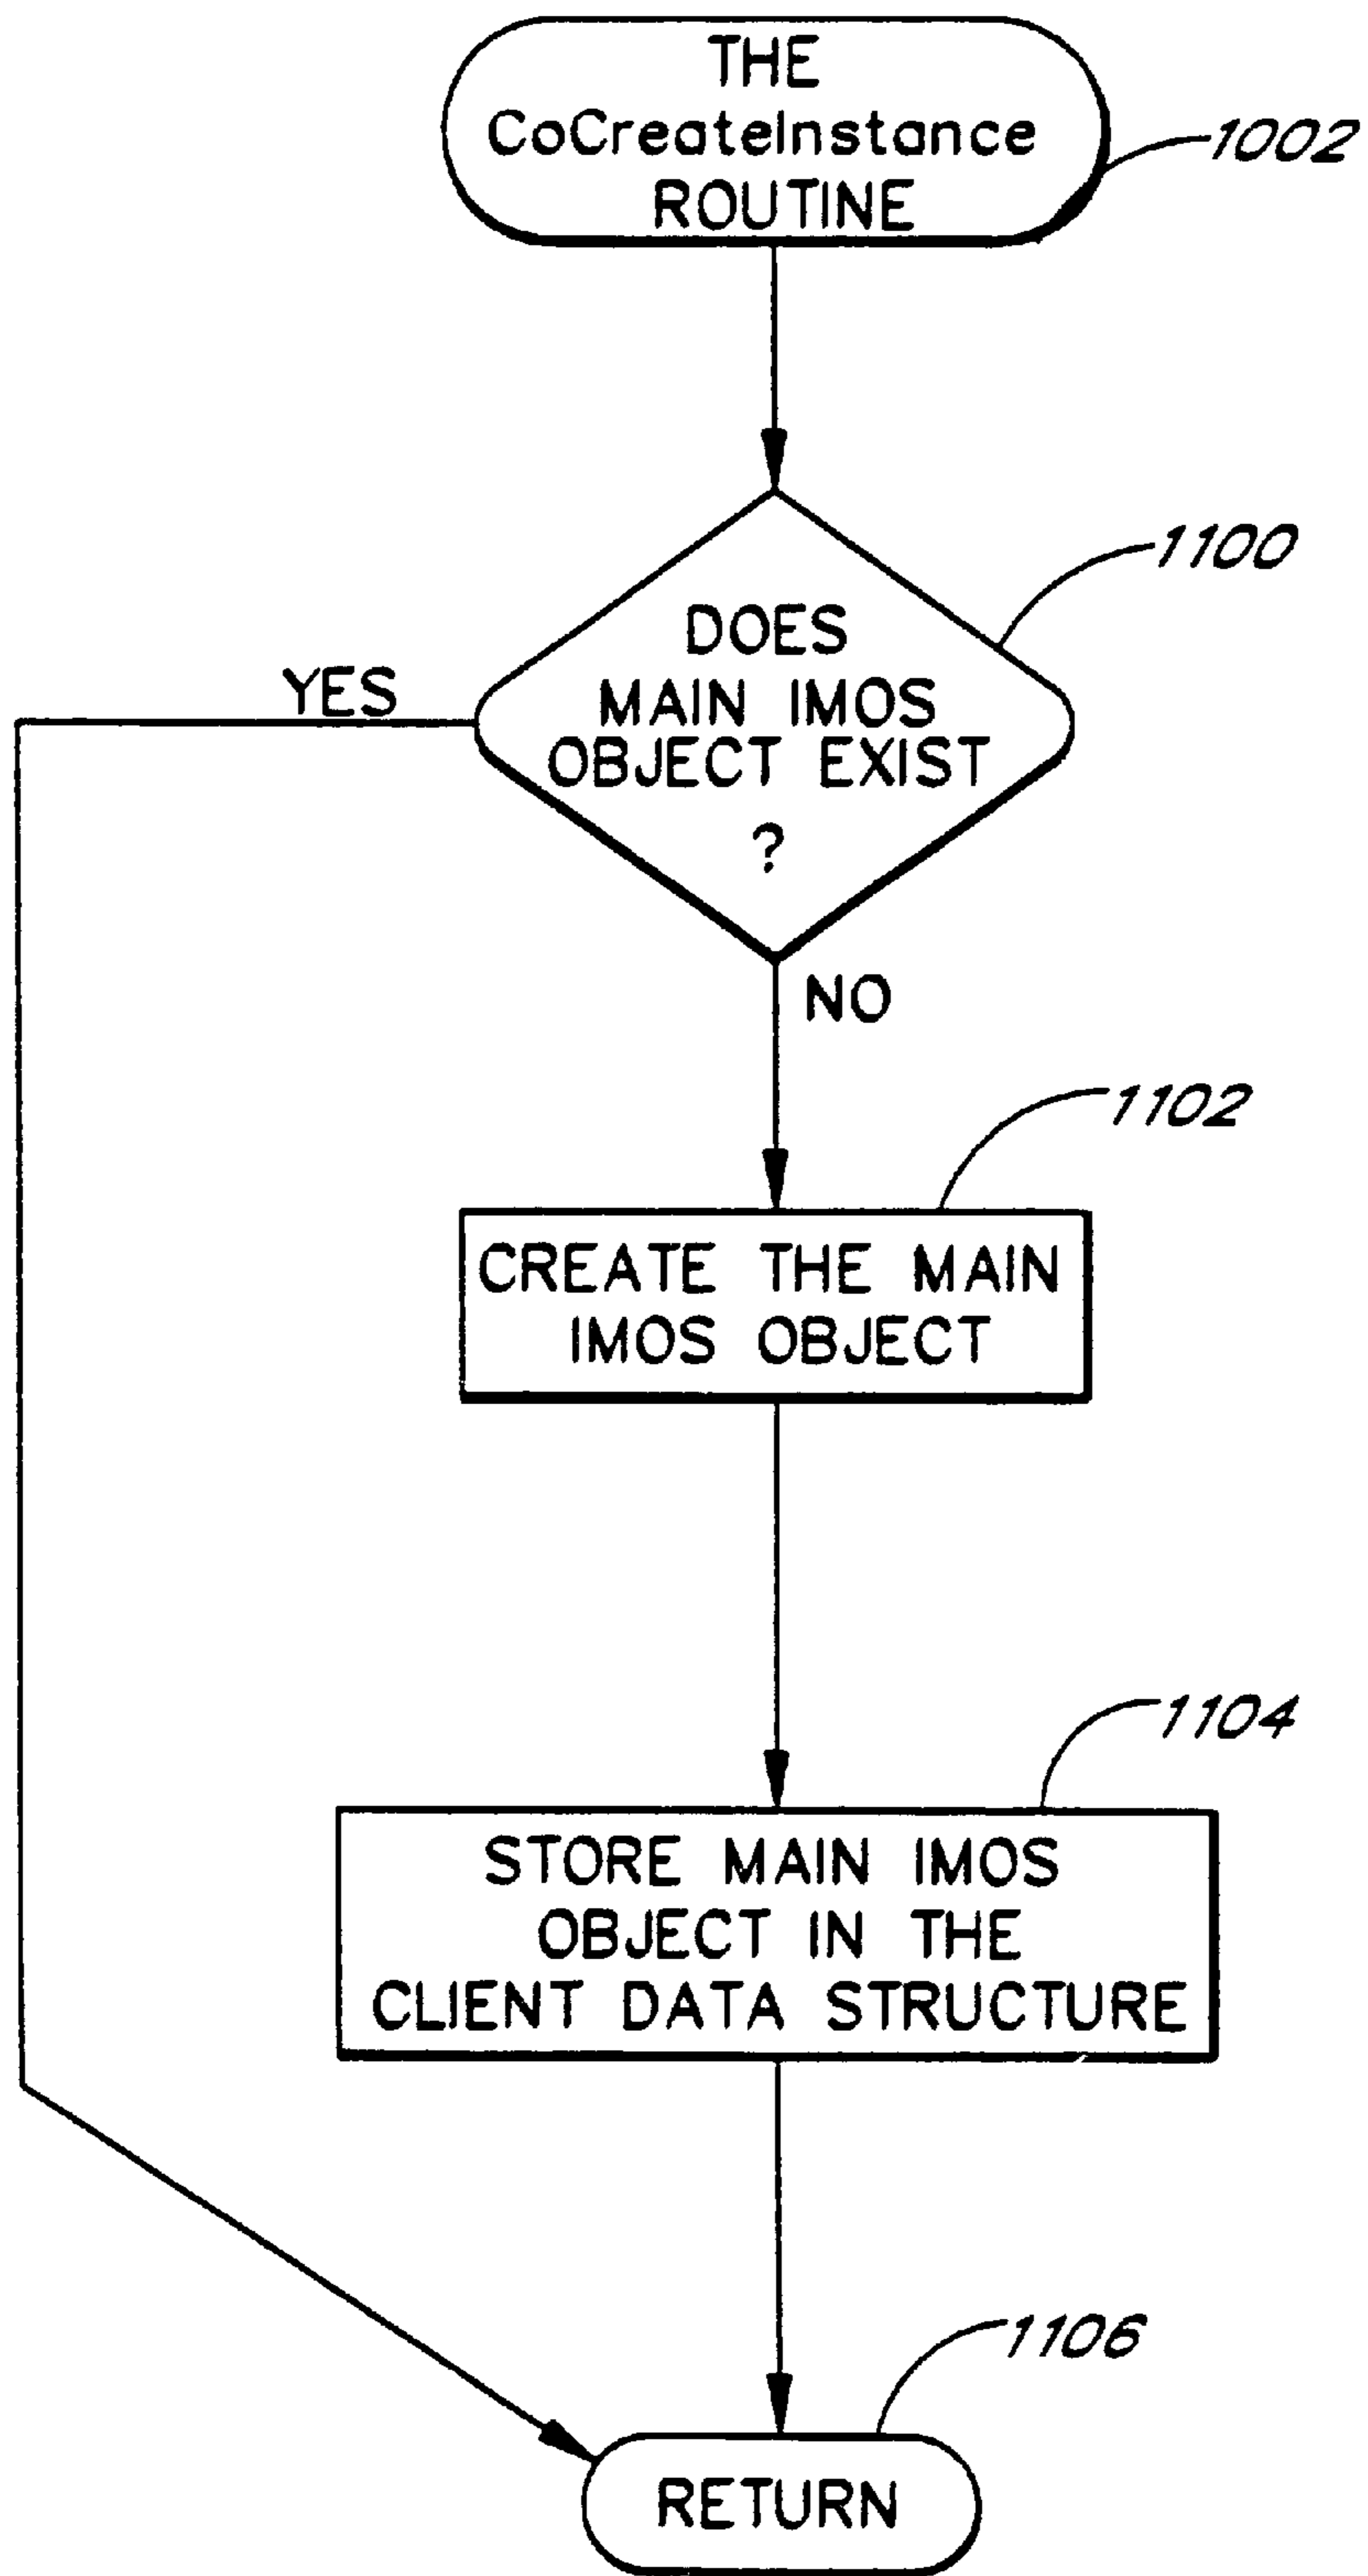 THE
CoCreateInstance
ROUTINE
1002
1100
DOES
MAIN IMOS
OBJECT EXIST
?
YES
NO
1102
CREATE THE MAIN
IMOS OBJECT
1104
STORE MAIN IMOS
OBJECT IN THE
CLIENT DATA STRUCTURE
1106
RETURN